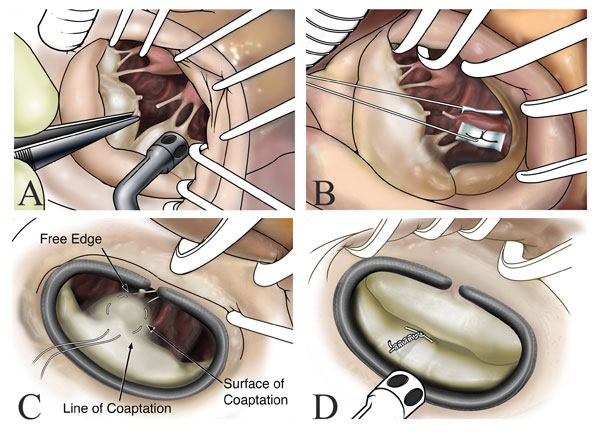 A
B
Free Edge
Surface of
Coaptation
Line of Coaptation
C
D